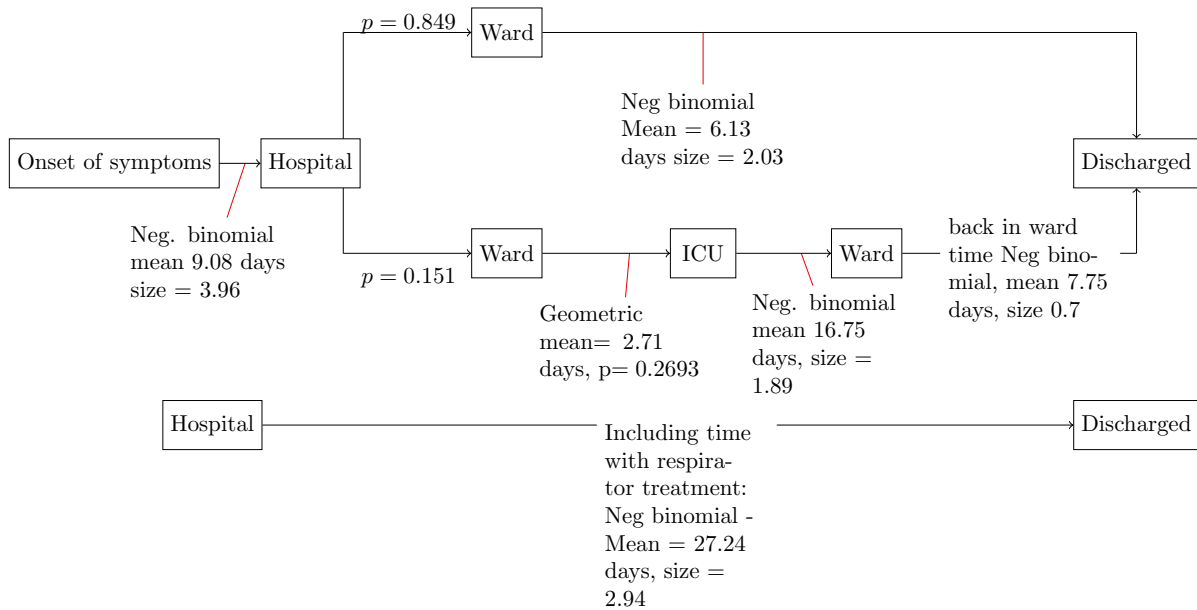 p = 0.849
Ward
Neg binomial
Mean = 6.13
days size = 2.03
Onset of symptoms
Hospital
Discharged
Neg. binomial
mean 9.08 days
size = 3.96
p = 0.151
Ward
ICU
Ward
back in ward
time Neg bino-
mial, mean 7.75
days, size 0.7
Geometric
mean= 2.71
days, p= 0.2693
Neg. binomial
mean 16.75
days, size =
1.89
Hospital
Discharged
Including time
with respira-
tor treatment:
Neg binomial -
Mean = 27.24
days, size =
2.94